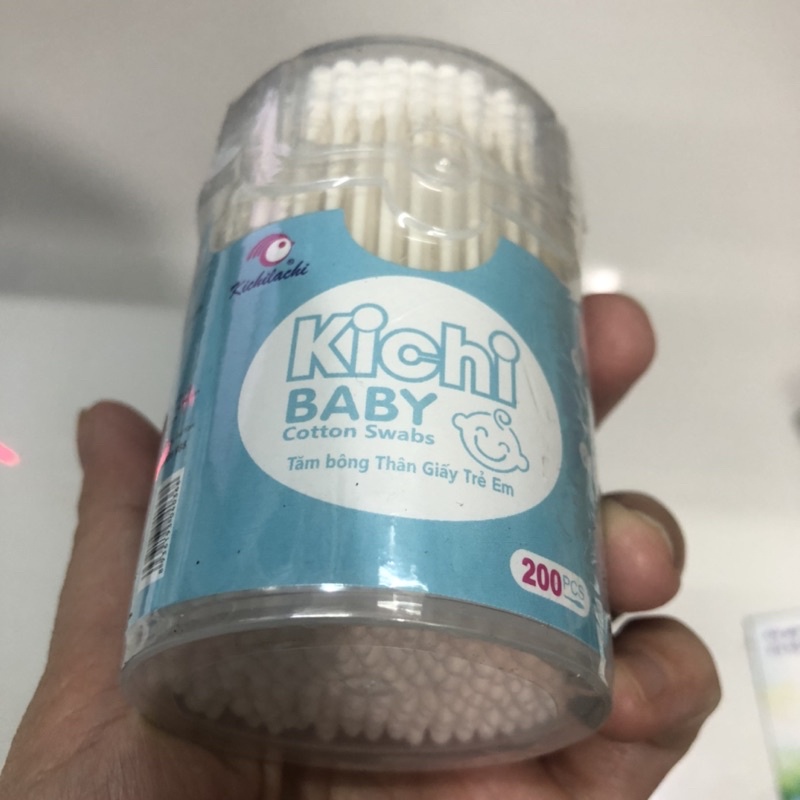 Kichilachi®
Kichi
BABY
Cotton Swabs
Tăm bông Thân Giấy Trẻ Em
200PCS